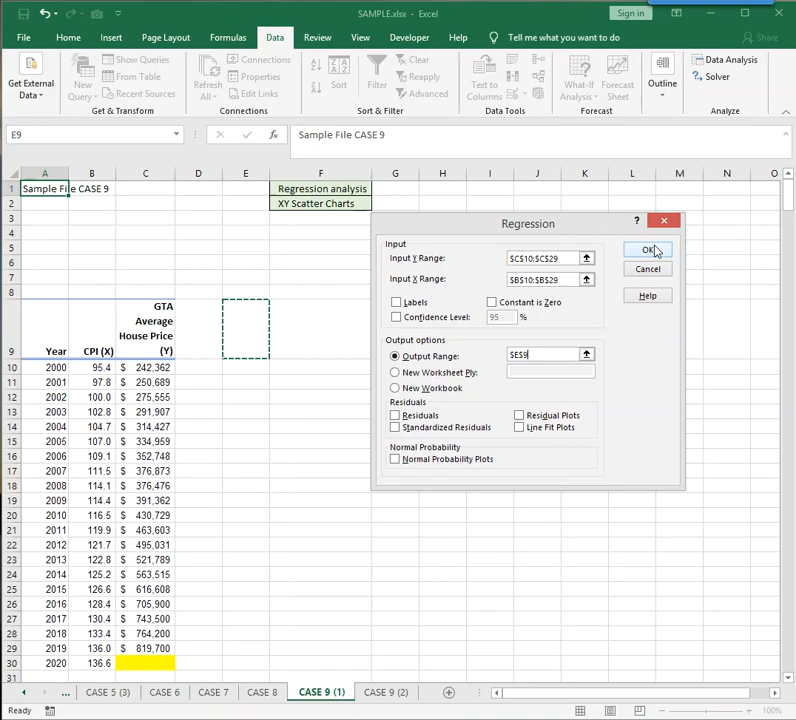 SAMPLE.xlsx - Excel
Sign in
File Home Insert Page Layout Formulas Data Review View Developer Help Tell me what you want to do Share
Get External Data
New Query
Show Queries
From Table
Recent Sources
Get & Transform
Refresh All
Connections
Properties
Edit Links
Connections
Sort
Filter
Clear
Reapply
Advanced
Sort & Filter
Text to Columns
Data Tools
What-If Analysis
Forecast Sheet
Forecast
Outline
Data Analysis
Solver
Analyze
E9 fx Sample File CASE 9
A B C D E F G H I J K L M N O
1 Sample File CASE 9 Regression analysis
2 XY Scatter Charts
3
4
5
6
7
8
GTA
Average
House Price
9 Year CPI (X) (Y)
10 2000 95.4 $ 242,362
11 2001 97.8 $ 250,689
12 2002 100.0 $ 275,555
13 2003 102.8 $ 291,907
14 2004 104.7 $ 314,427
15 2005 107.0 $ 334,959
16 2006 109.1 $ 352,748
17 2007 111.5 $ 376,873
18 2008 114.1 $ 376,476
19 2009 114.4 $ 391,362
20 2010 116.5 $ 430,729
21 2011 119.9 $ 463,603
22 2012 121.7 $ 495,031
23 2013 122.8 $ 521,789
24 2014 125.2 $ 563,515
25 2015 126.6 $ 616,608
26 2016 128.4 $ 705,900
27 2017 130.4 $ 743,500
28 2018 133.4 $ 764,200
29 2019 136.0 $ 819,700
30 2020 136.6
31
Regression
? 
Input
Input Y Range: $C$10:$C$29
Input X Range: $B$10:$B$29
Labels Constant is Zero
Confidence Level: 95 %
OK
Cancel
Help
Output options
Output Range: $E$9
New Worksheet Ply:
New Workbook
Residuals
Residuals Residual Plots
Standardized Residuals Line Fit Plots
Normal Probability
Normal Probability Plots
... CASE 5 (3) CASE 6 CASE 7 CASE 8 CASE 9 (1) CASE 9 (2)
Ready 100%